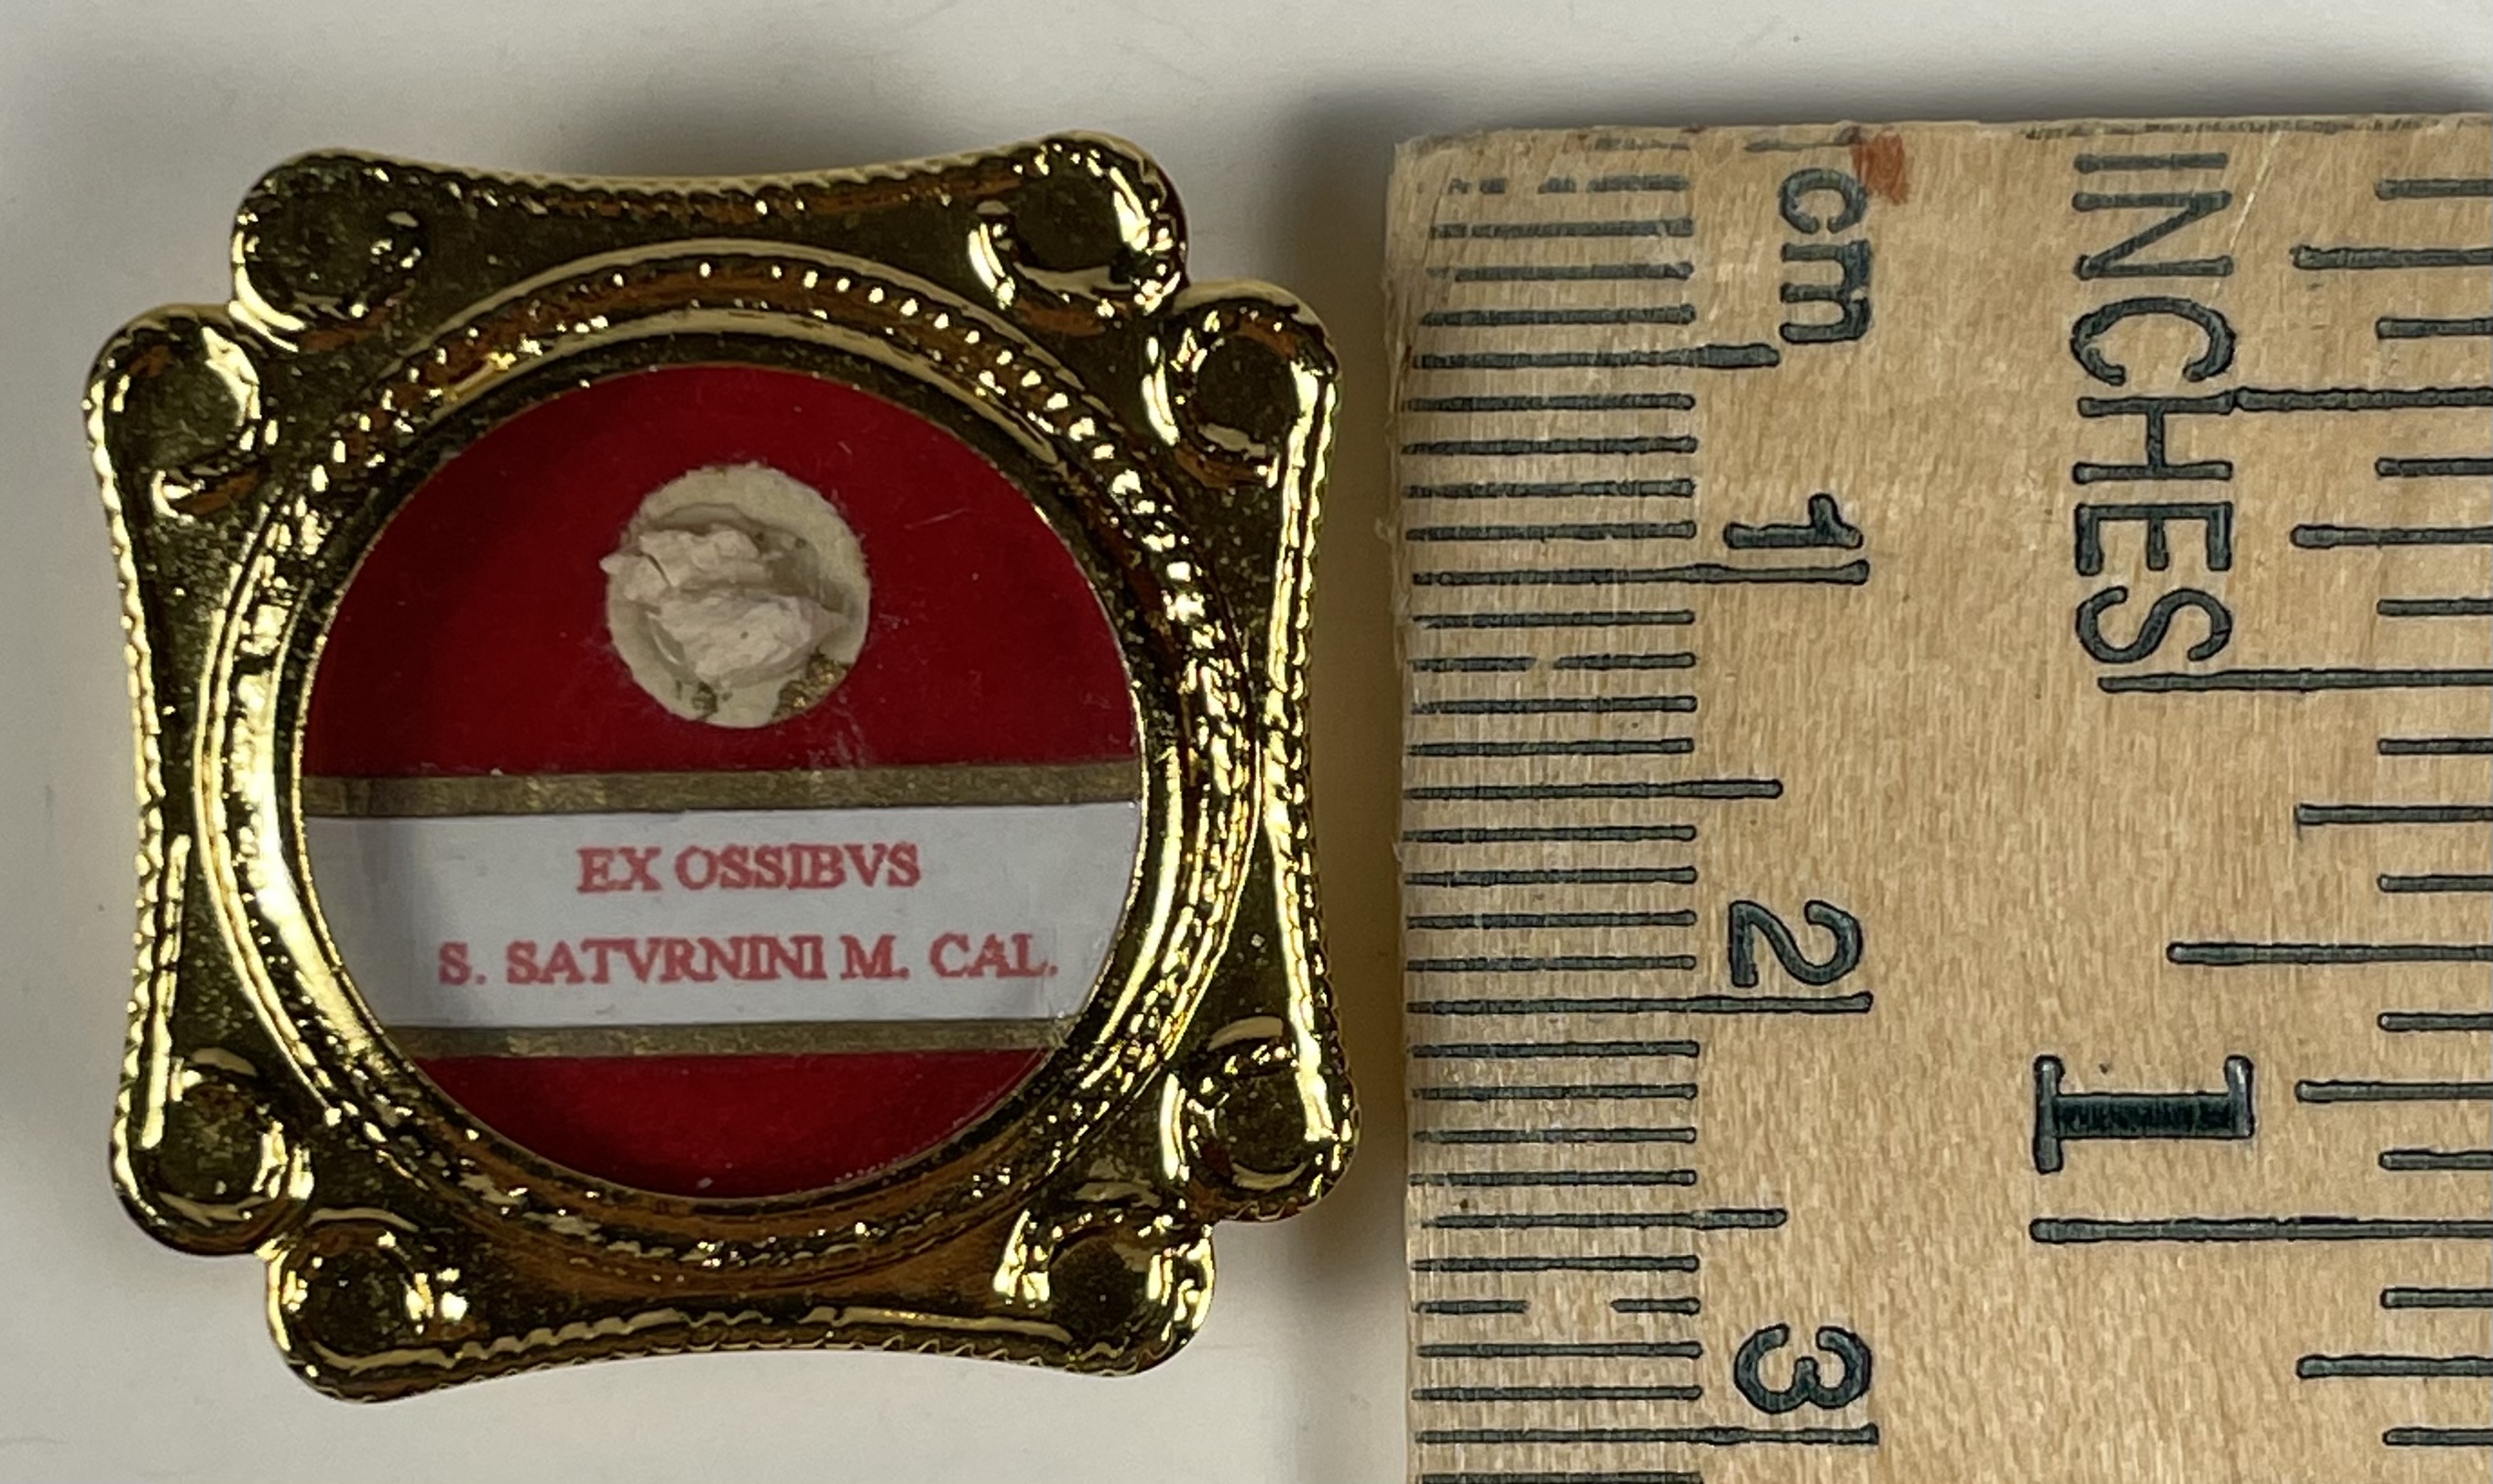 EX OSSIBVS
S. SATVRNINI M. CAL.
cm
1
2
3
INCHES
1